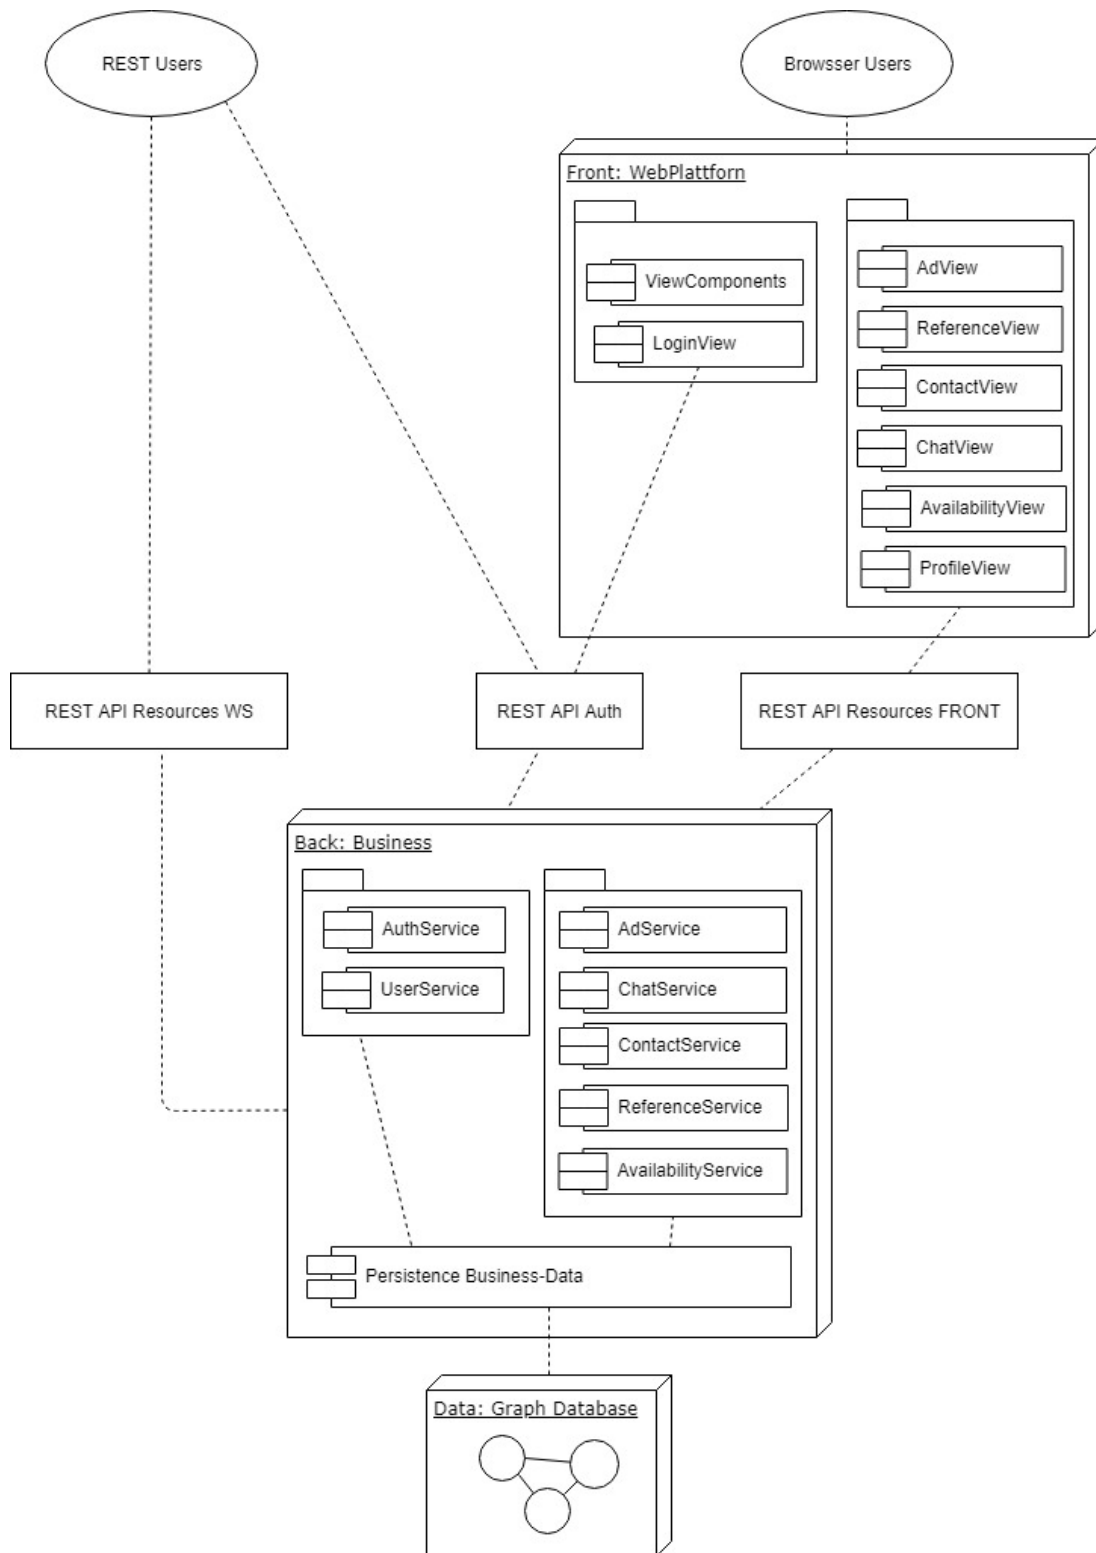 REST Users
Browsser Users
Front: WebPlattforn
ViewComponents
LoginView
AdView
ReferenceView
ContactView
ChatView
AvailabilityView
ProfileView
REST API Resources WS
REST API Auth
REST API Resources FRONT
Back: Business
AuthService
UserService
AdService
ChatService
ContactService
ReferenceService
AvailabilityService
Persistence Business-Data
Data: Graph Database